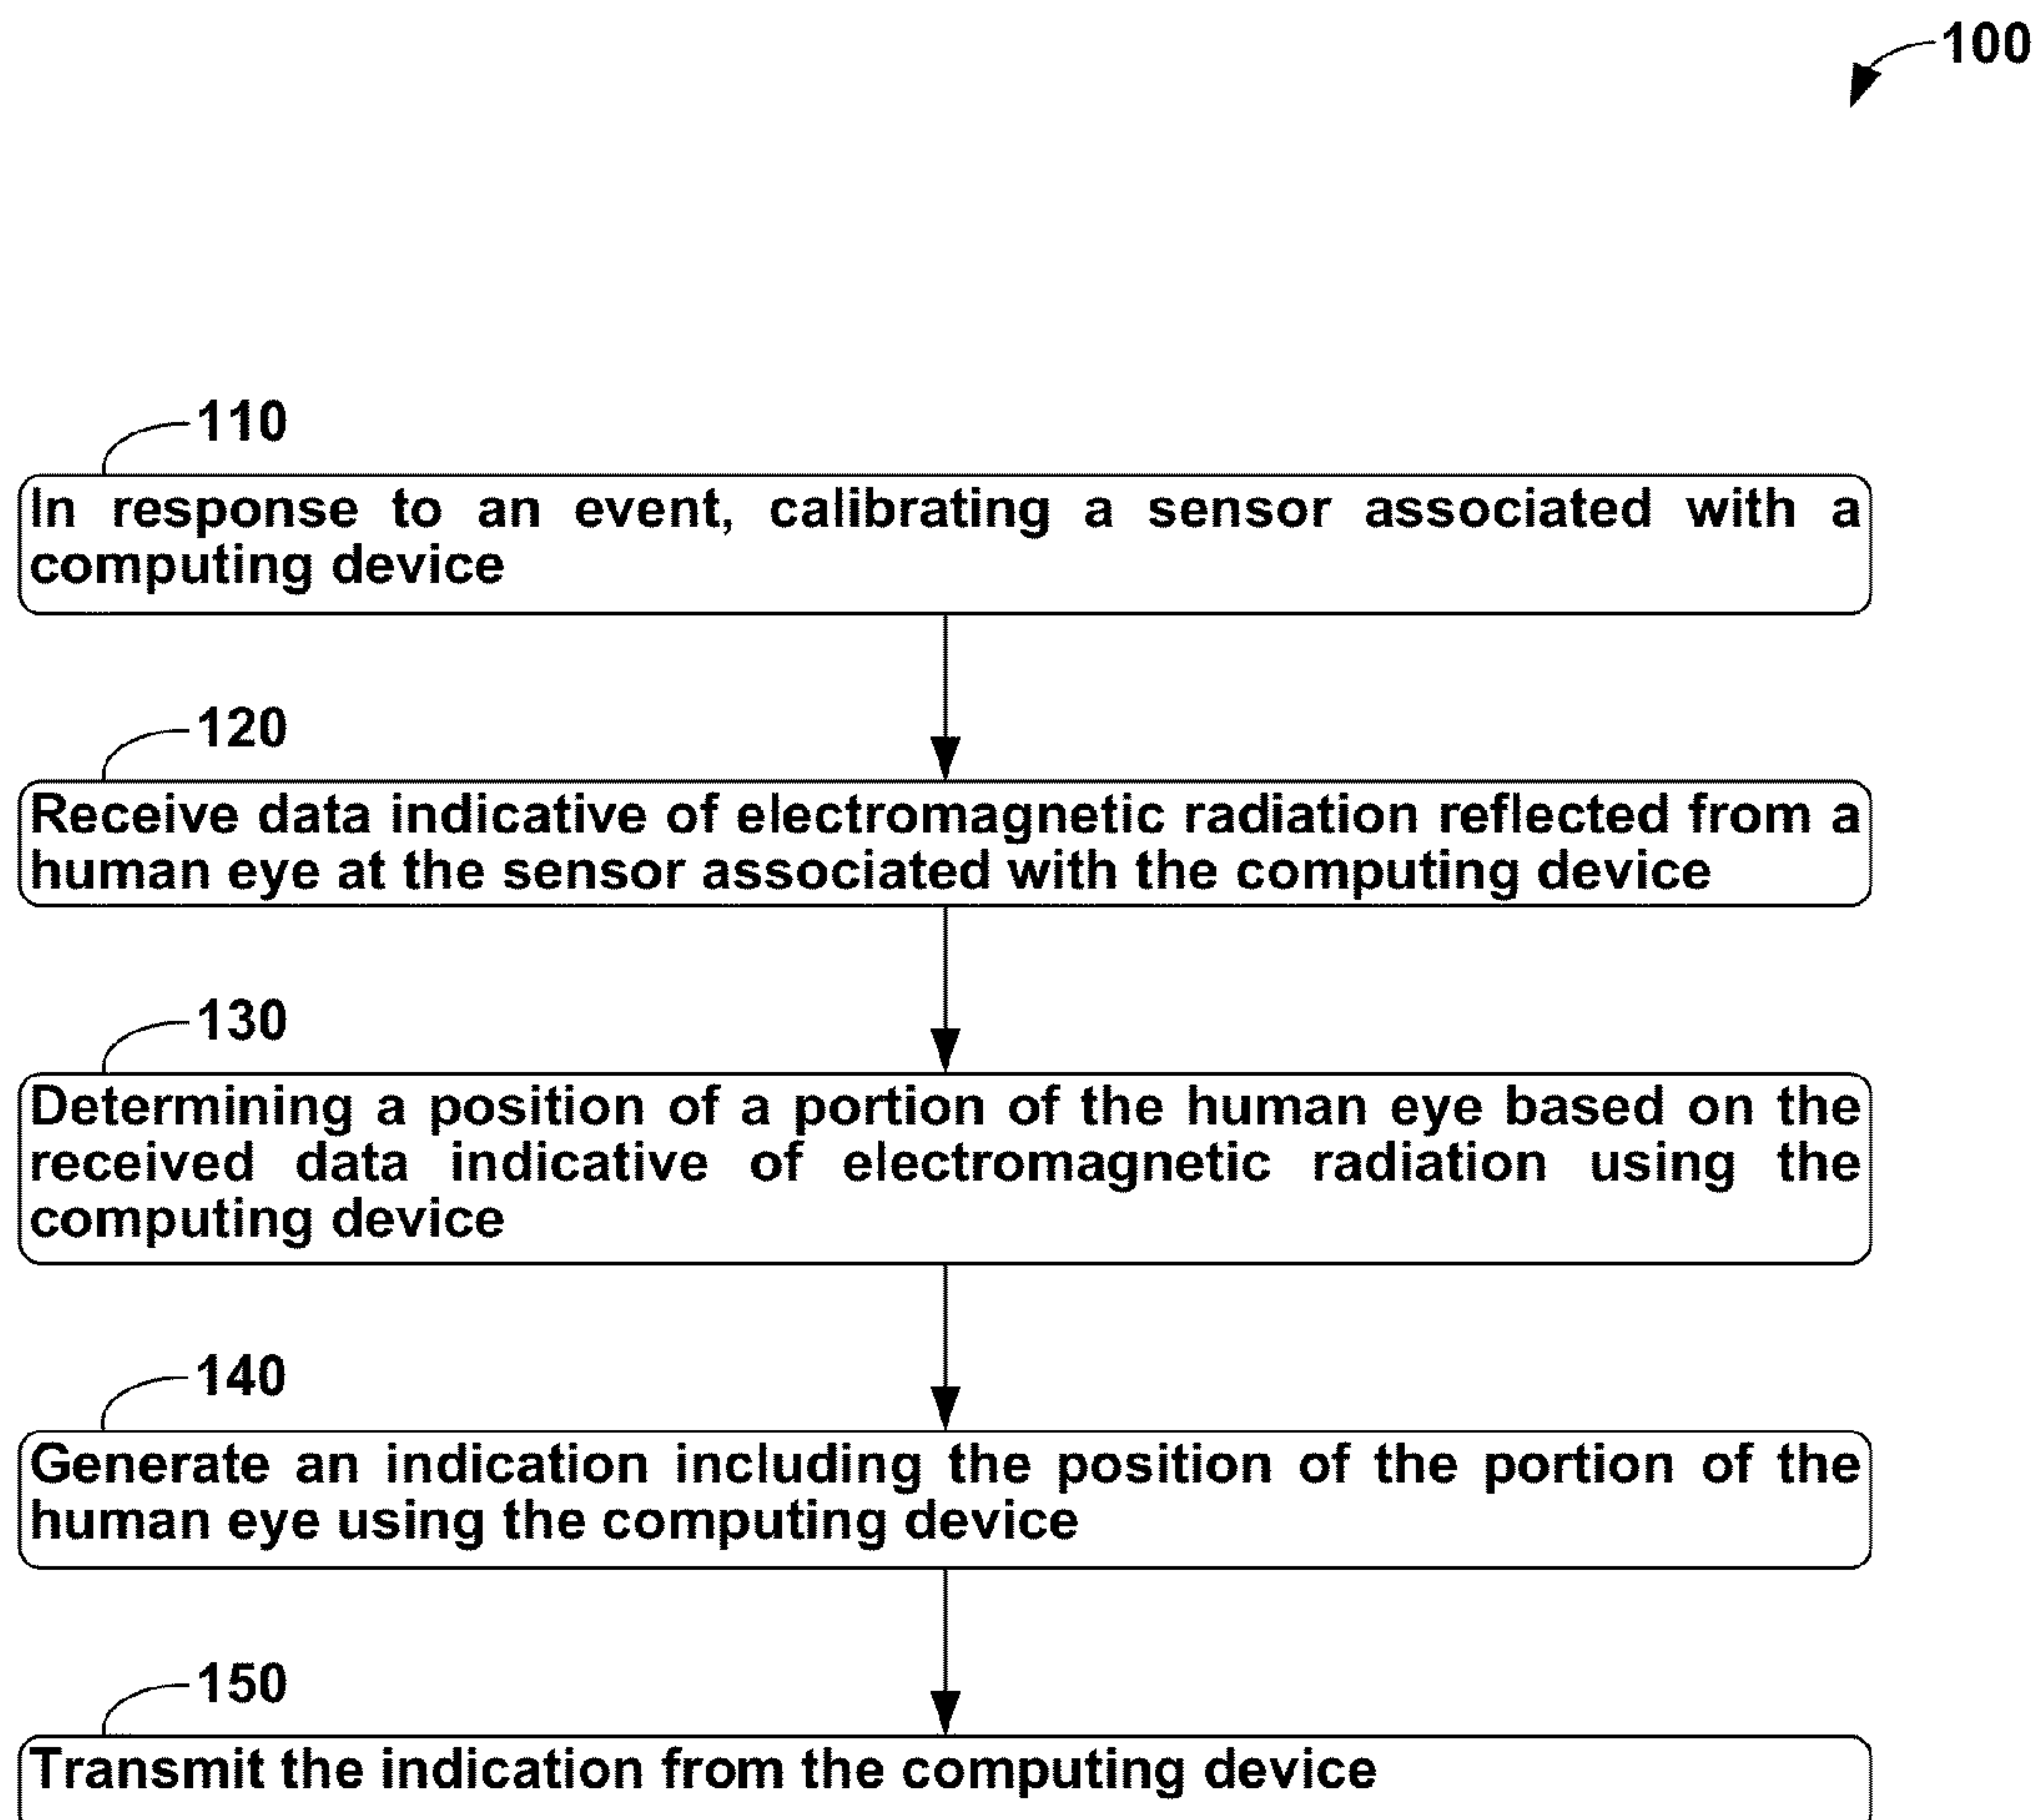 100
110
In response to an event, calibrating a sensor associated with a
computing device
120
Receive data indicative of electromagnetic radiation reflected from a
human eye at the sensor associated with the computing device
130
Determining a position of a portion of the human eye based on the
received data indicative of electromagnetic radiation using the
computing device
140
Generate an indication including the position of the portion of the
human eye using the computing device
150
Transmit the indication from the computing device